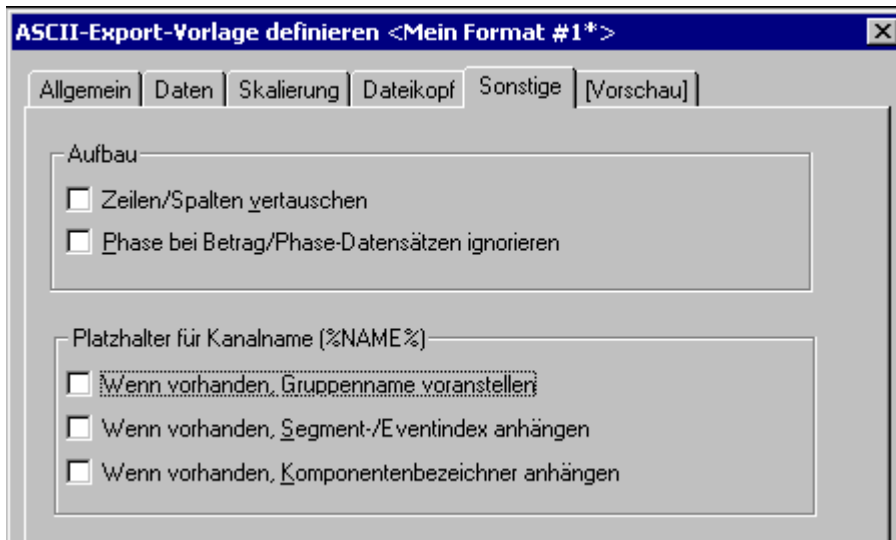 ASCII-Export-Vorlage definieren <Mein Format #1*>
Allgemein Daten Skalierung Dateikopf Sonstige [Vorschau]
Aufbau
Zeilen/Spalten vertauschen
Phase bei Betrag/Phase-Datensätzen ignorieren
Platzhalter für Kanalname (%NAME%)
Wenn vorhanden, Gruppenname voranstellen
Wenn vorhanden, Segment-/Eventindex anhängen
Wenn vorhanden, Komponentenbezeichner anhängen